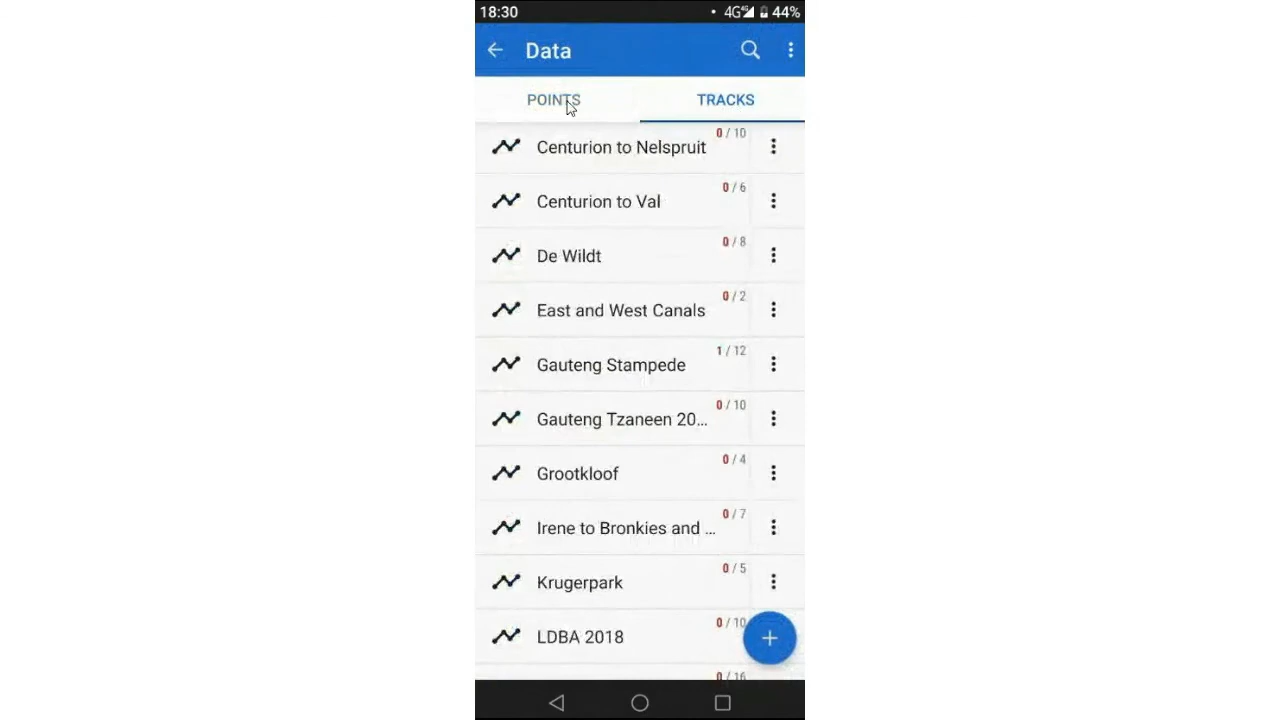 18:30 4G 44%
Data
POINTS TRACKS
0 / 10
Centurion to Nelspruit
0 / 6
Centurion to Val
0 / 8
De Wildt
0 / 2
East and West Canals
1 / 12
Gauteng Stampede
0 / 10
Gauteng Tzaneen 20...
0 / 4
Grootkloof
0 / 7
Irene to Bronkies and ...
0 / 5
Krugerpark
0 / 10
LDBA 2018
0 / 16